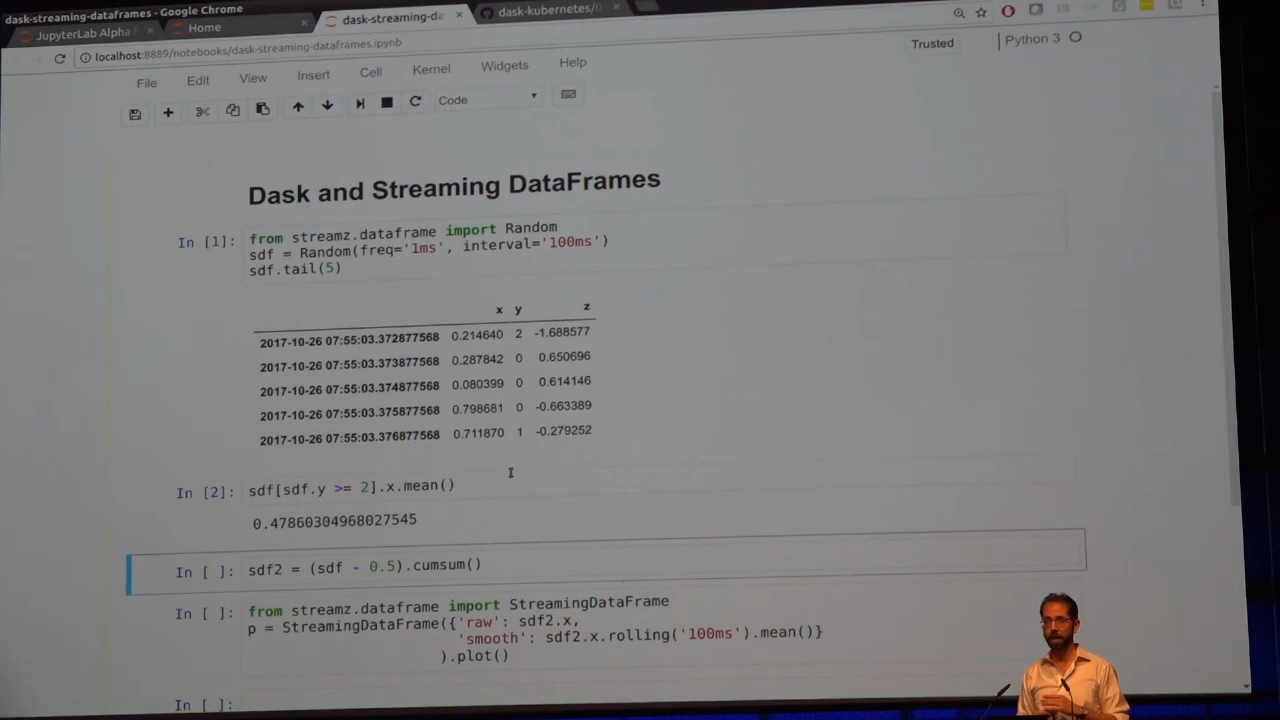 dask-streaming-dataframes - Google Chrome
JupyterLab Alpha
Home
dask-streaming-da
dask-kubernetes/
localhost:8889/notebooks/dask-streaming-dataframes.ipynb
File Edit View Insert Cell Kernel Widgets Help
Trusted
Python 3
Code
Dask and Streaming DataFrames
In [1]:
from streamz.dataframe import Random
sdf = Random(freq='1ms', interval='100ms')
sdf.tail(5)
x y z
2017-10-26 07:55:03.372877568 0.214640 2 -1.688577
2017-10-26 07:55:03.373877568 0.287842 0 0.650696
2017-10-26 07:55:03.374877568 0.080399 0 0.614146
2017-10-26 07:55:03.375877568 0.798681 0 -0.663389
2017-10-26 07:55:03.376877568 0.711870 1 -0.279252
In [2]: sdf[sdf.y >= 2].x.mean()
0.47860304968027545
In [ ]: sdf2 = (sdf - 0.5).cumsum()
In [ ]: from streamz.dataframe import StreamingDataFrame
p = StreamingDataFrame({'raw': sdf2.x,
'smooth': sdf2.x.rolling('100ms').mean()}
).plot()
In [ ]: